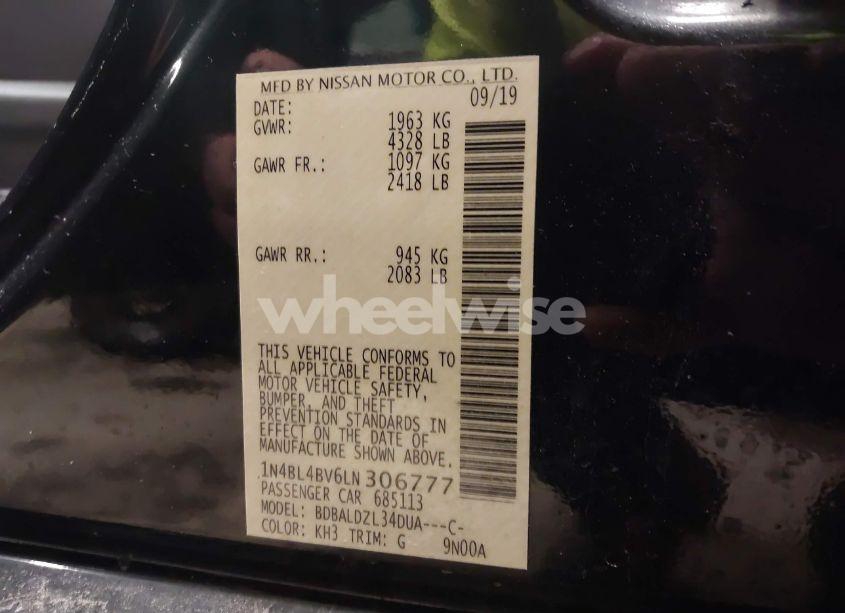 MFD BY NISSAN MOTOR CO., LTD.
DATE: 09/19
GVWR: 1963 KG
4328 LB
GAWR FR.: 1097 KG
2418 LB
GAWR RR.: 945 KG
2083 LB
wheelwise
THIS VEHICLE CONFORMS TO
ALL APPLICABLE FEDERAL
MOTOR VEHICLE SAFETY,
BUMPER, AND THEFT
PREVENTION STANDARDS IN
EFFECT ON THE DATE OF
MANUFACTURE SHOWN ABOVE.
1N4BL4BV6LN306777
PASSENGER CAR 685113
MODEL: BDBALDZL34DUA---C-
COLOR: KH3 TRIM: G 9N00A